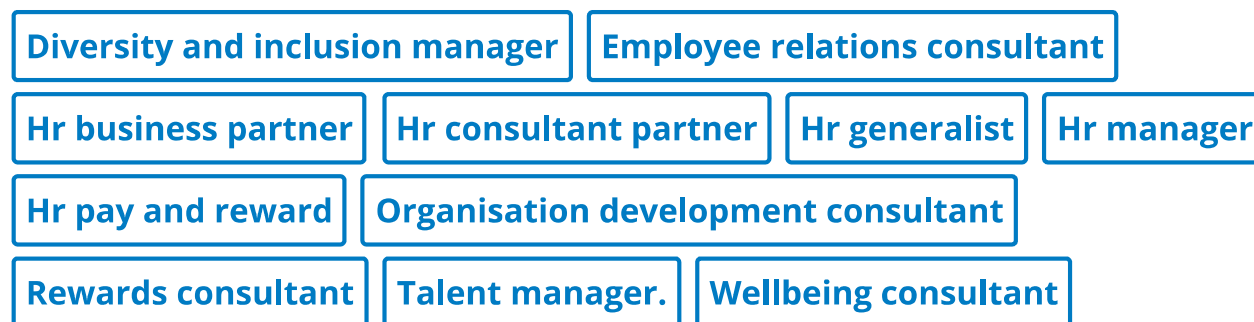 Diversity and inclusion manager Employee relations consultant
Hr business partner Hr consultant partner Hr generalist Hr manager
Hr pay and reward Organisation development consultant
Rewards consultant Talent manager. Wellbeing consultant